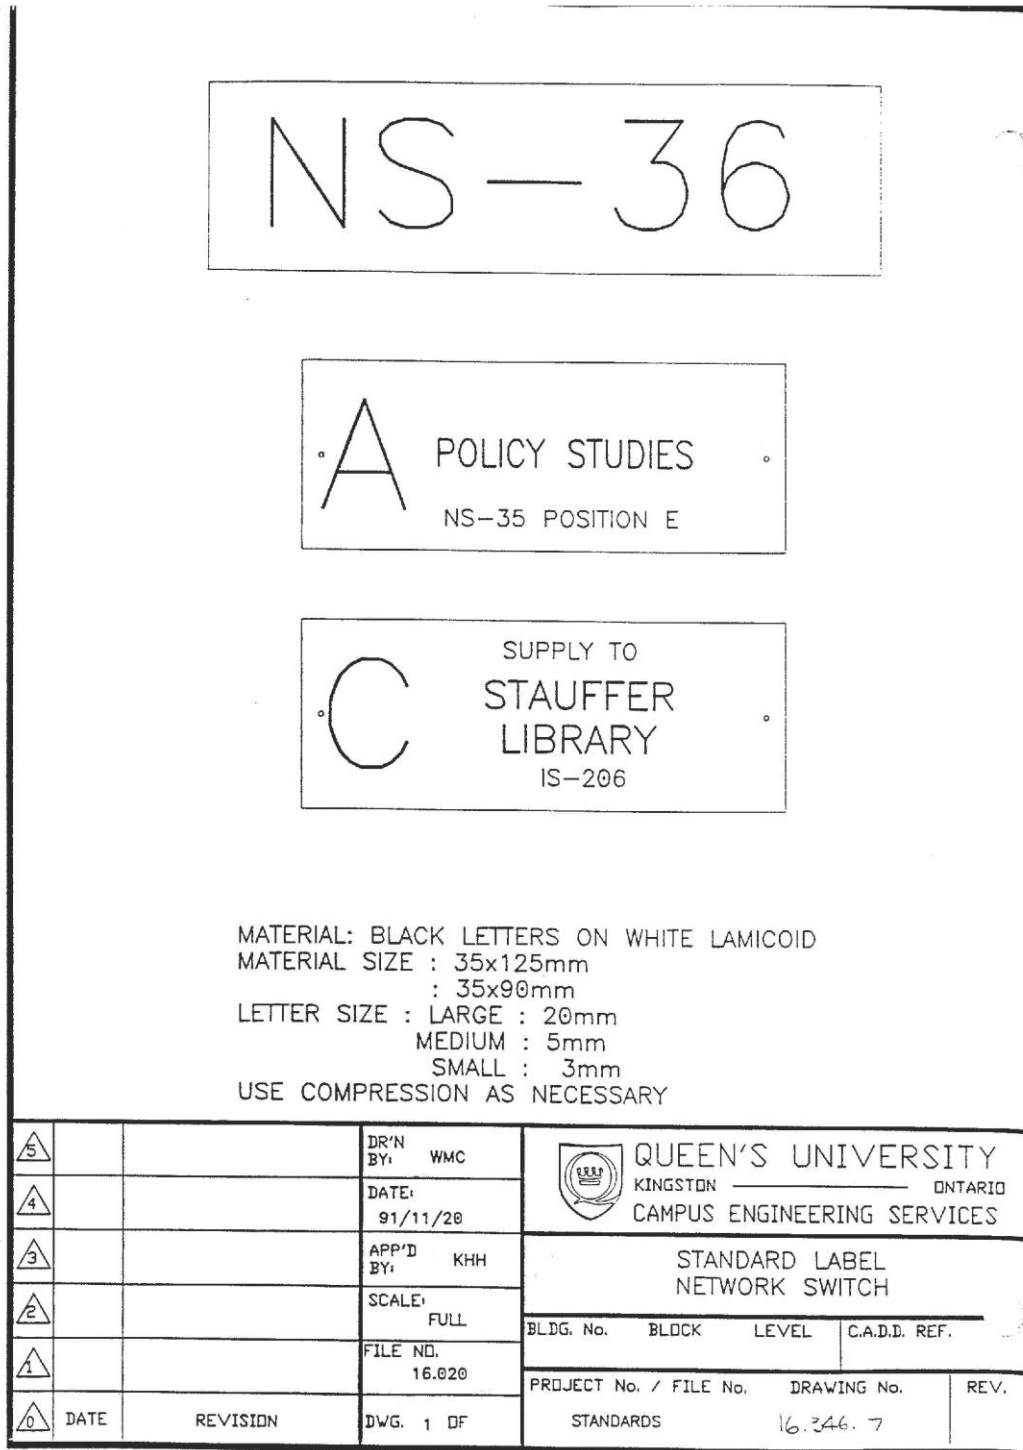 NS-36
A POLICY STUDIES
NS-35 POSITION E
SUPPLY TO
C STAUFFER
LIBRARY
IS-206
MATERIAL: BLACK LETTERS ON WHITE LAMICOID
MATERIAL SIZE : 35x125mm
: 35x90mm
LETTER SIZE : LARGE : 20mm
MEDIUM : 5mm
SMALL : 3mm
USE COMPRESSION AS NECESSARY
5
4
3
2
1
0 DATE REVISION
DR'N BY: WMC
DATE:
91/11/20
APP'D BY: KHH
SCALE:
FULL
FILE NO.
16.020
DWG. 1 OF
QUEEN'S UNIVERSITY
KINGSTON ONTARIO
CAMPUS ENGINEERING SERVICES
STANDARD LABEL
NETWORK SWITCH
BLDG. No. BLOCK LEVEL C.A.D.D. REF.
PROJECT No. / FILE No. DRAWING No. REV.
STANDARDS 16.346.7